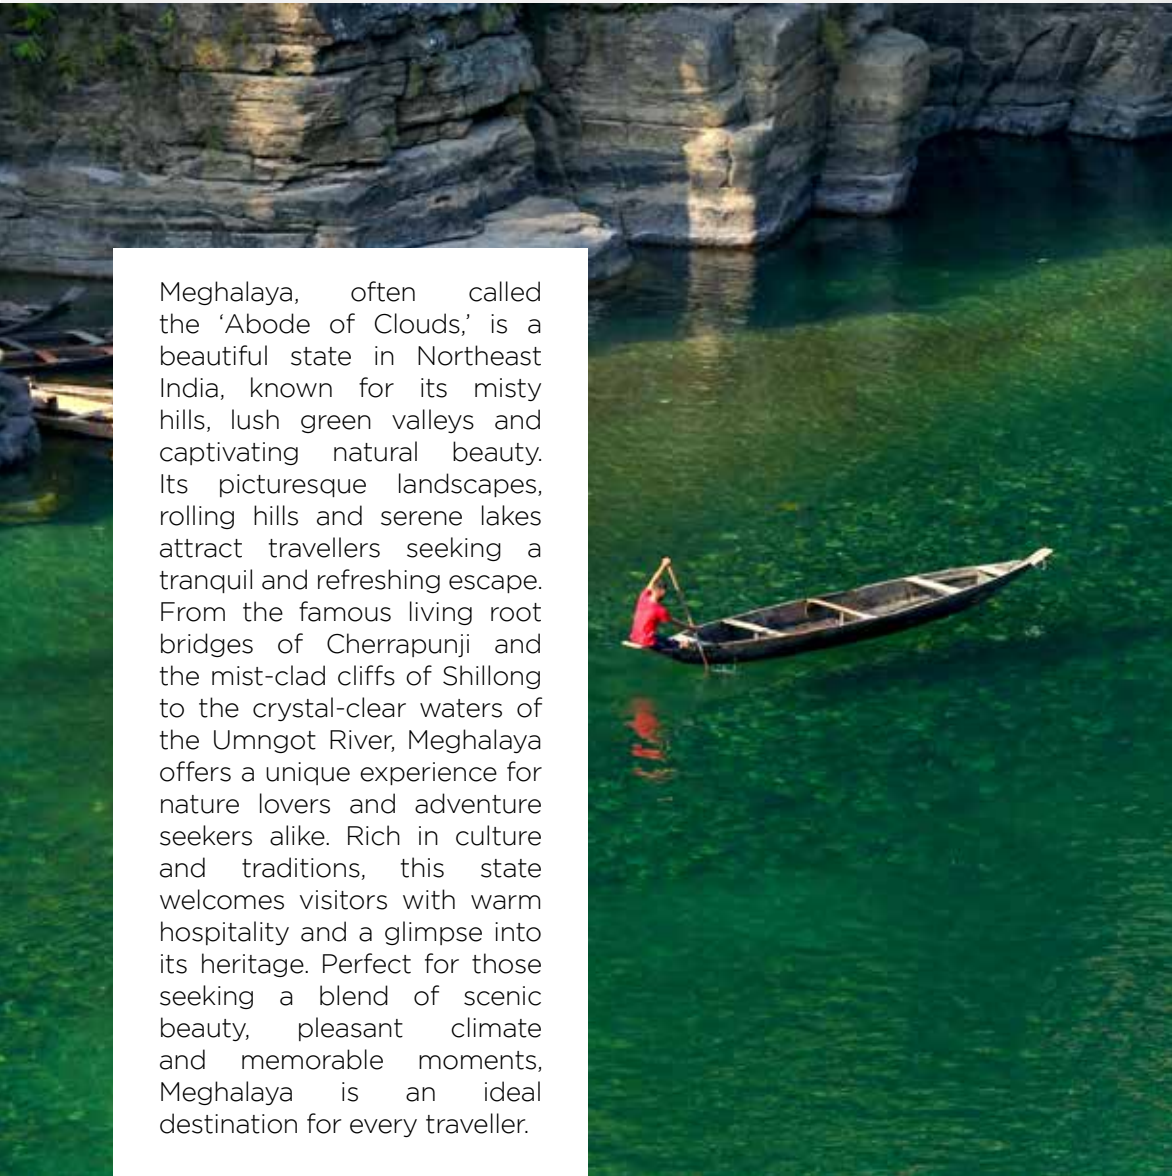 Meghalaya, often called
the ‘Abode of Clouds,’ is a
beautiful state in Northeast
India, known for its misty
hills, lush green valleys and
captivating natural beauty.
Its picturesque landscapes,
rolling hills and serene lakes
attract travellers seeking a
tranquil and refreshing escape.
From the famous living root
bridges of Cherrapunji and
the mist-clad cliffs of Shillong
to the crystal-clear waters of
the Umngot River, Meghalaya
offers a unique experience for
nature lovers and adventure
seekers alike. Rich in culture
and traditions, this state
welcomes visitors with warm
hospitality and a glimpse into
its heritage. Perfect for those
seeking a blend of scenic
beauty, pleasant climate
and memorable moments,
Meghalaya is an ideal
destination for every traveller.